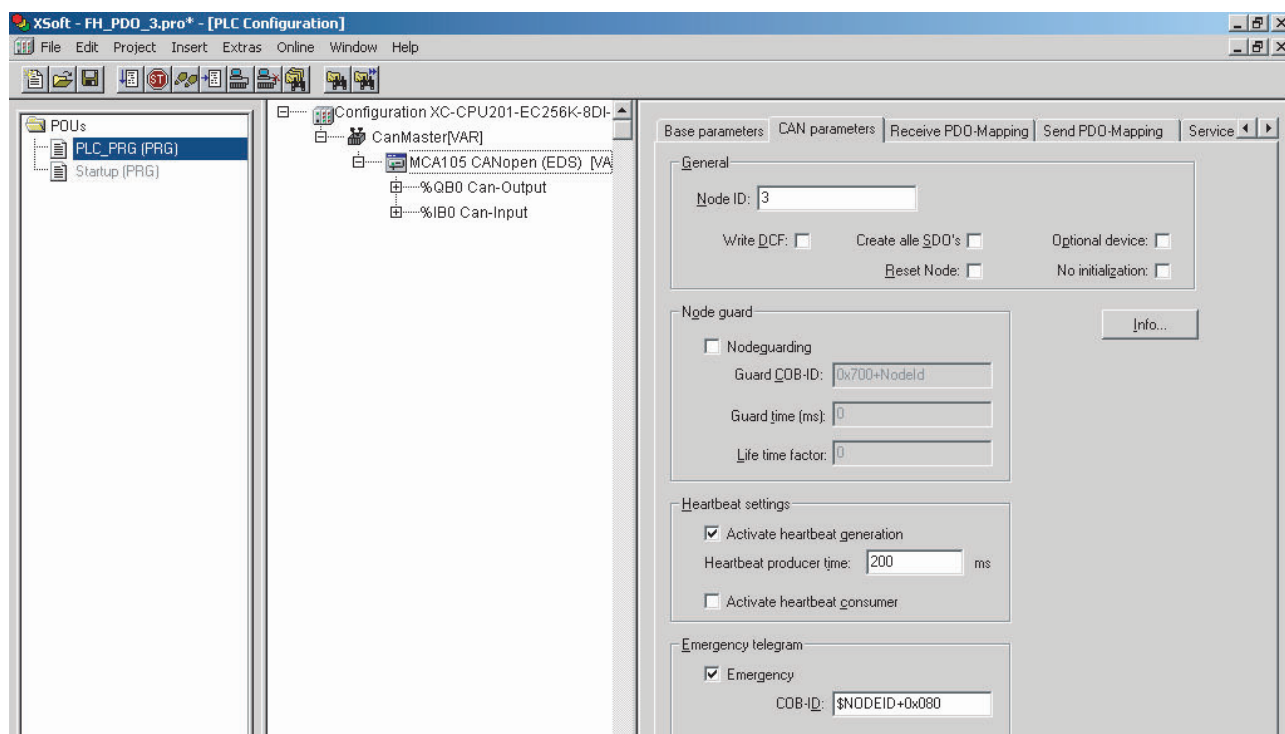 XSoft - FH_PDO_3.pro* - [PLC Configuration]
File Edit Project Insert Extras Online Window Help
POUs
PLC_PRG (PRG)
Startup (PRG)
Configuration XC-CPU201-EC256K-8DI-
CanMaster[VAR]
MCA105 CANopen (EDS) [VA
%QB0 Can-Output
%IB0 Can-Input
Base parameters CAN parameters Receive PDO-Mapping Send PDO-Mapping Service
General
Node ID: 3
Write DCF: Create alle SDO's Optional device:
Reset Node: No initialization:
Node guard
Info...
Nodeguarding
Guard COB-ID: 0x700+NodeId
Guard time (ms): 0
Life time factor: 0
Heartbeat settings
Activate heartbeat generation
Heartbeat producer time: 200 ms
Activate heartbeat consumer
Emergency telegram
Emergency
COB-ID: $NODEID+0x080